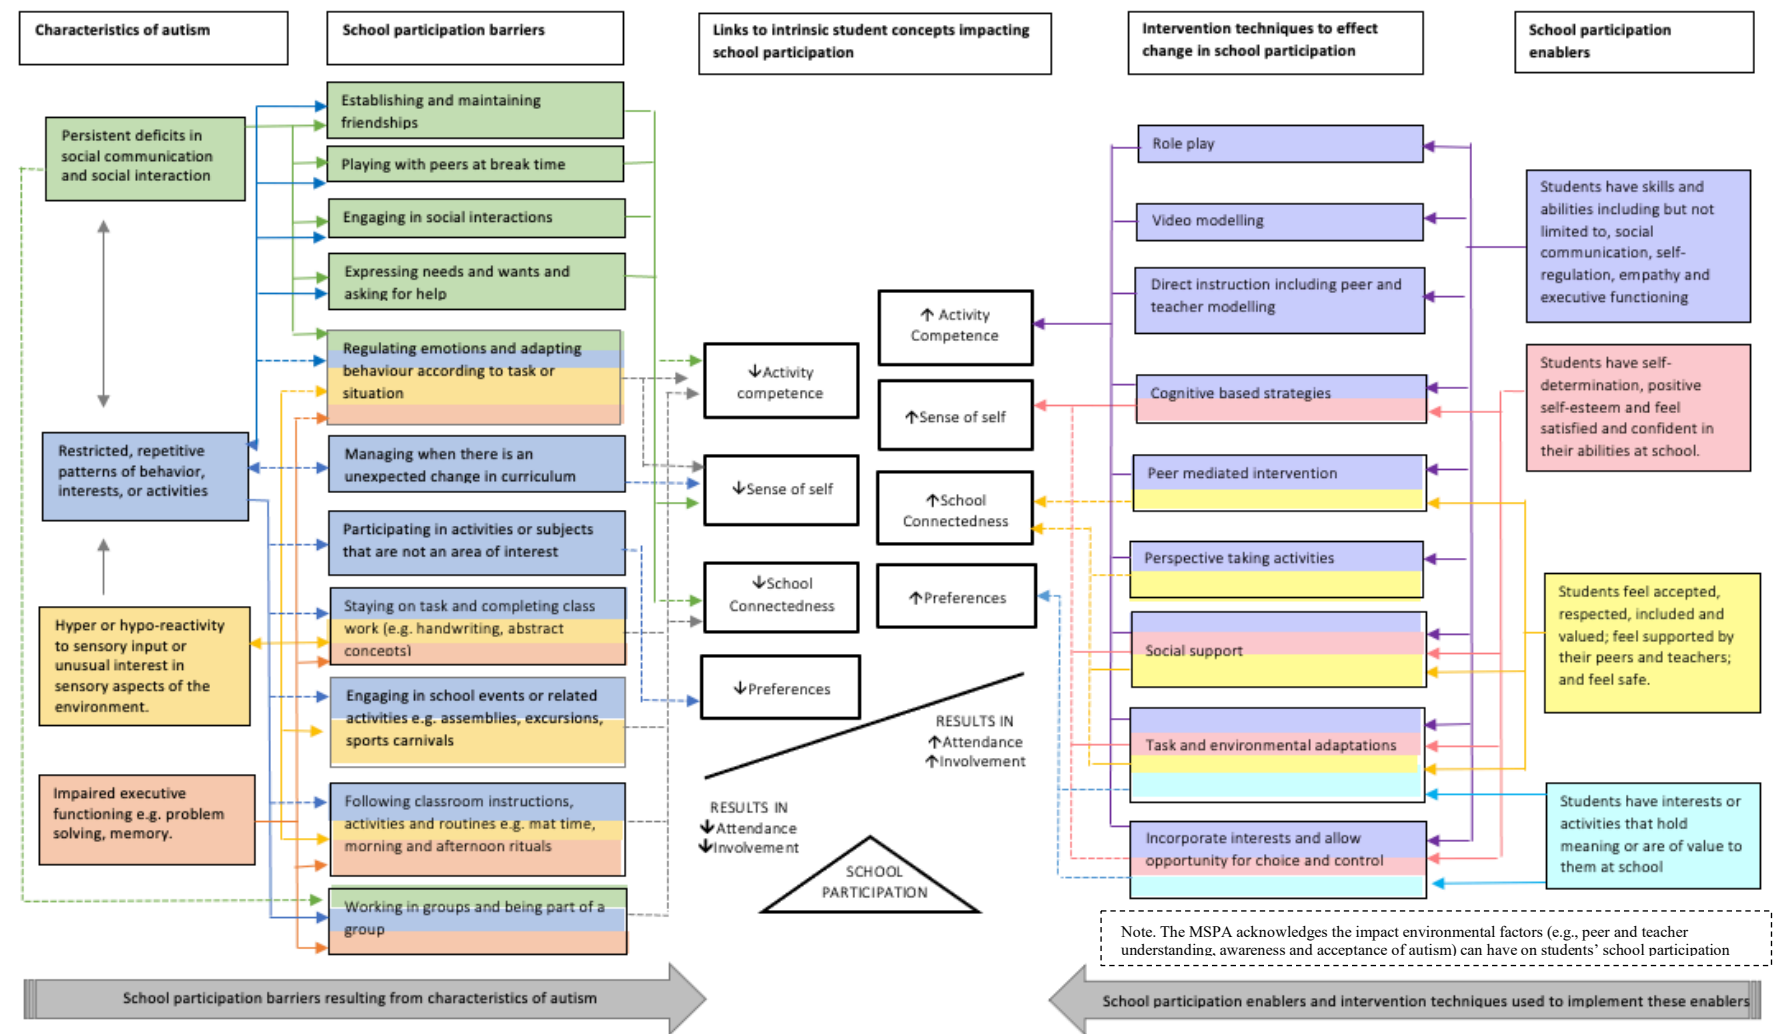 Characteristics of autism
School participation barriers
Links to intrinsic student concepts impacting
school participation
Intervention techniques to effect
change in school participation
School participation
enablers
Persistent deficits in
social communication
and social interaction
Restricted, repetitive
patterns of behavior,
interests, or activities
Hyper or hypo-reactivity
to sensory input or
unusual interest in
sensory aspects of the
environment.
Impaired executive
functioning e.g. problem
solving, memory.
Establishing and maintaining
friendships
Playing with peers at break time
Engaging in social interactions
Expressing needs and wants and
asking for help
Regulating emotions and adapting
behaviour according to task or
situation
Managing when there is an
unexpected change in curriculum
Participating in activities or subjects
that are not an area of interest
Staying on task and completing class
work (e.g. handwriting, abstract
concepts)
Engaging in school events or related
activities e.g. assemblies, excursions,
sports carnivals
Following classroom instructions,
activities and routines e.g. mat time,
morning and afternoon rituals
Working in groups and being part of a
group
↓Activity
competence
↓Sense of self
↓School
Connectedness
↓Preferences
↑ Activity
Competence
↑Sense of self
↑School
Connectedness
↑Preferences
RESULTS IN
↑Attendance
↑Involvement
RESULTS IN
↓Attendance
↓Involvement
SCHOOL
PARTICIPATION
Role play
Video modelling
Direct instruction including peer and
teacher modelling
Cognitive based strategies
Peer mediated intervention
Perspective taking activities
Social support
Task and environmental adaptations
Incorporate interests and allow
opportunity for choice and control
Students have skills and
abilities including but not
limited to, social
communication, self-
regulation, empathy and
executive functioning
Students have self-
determination, positive
self-esteem and feel
satisfied and confident in
their abilities at school.
Students feel accepted,
respected, included and
valued; feel supported by
their peers and teachers;
and feel safe.
Students have interests or
activities that hold
meaning or are of value to
them at school
Note. The MSPA acknowledges the impact environmental factors (e.g., peer and teacher
understanding, awareness and acceptance of autism) can have on students' school participation
School participation barriers resulting from characteristics of autism
School participation enablers and intervention techniques used to implement these enablers